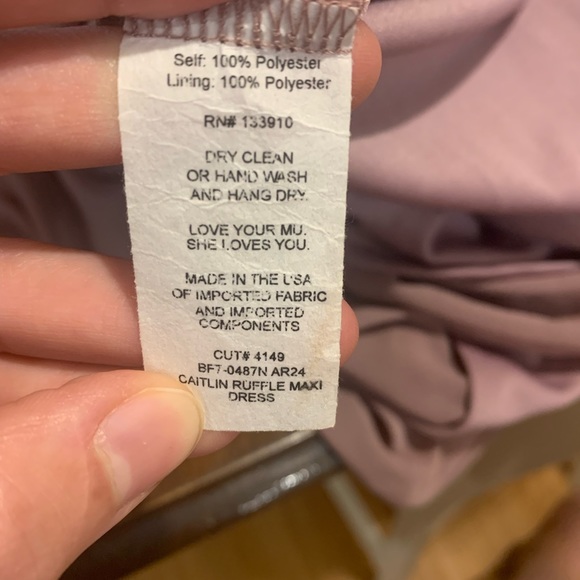 Self: 100% Polyester
Lining: 100% Polyester
RN# 133910
DRY CLEAN
OR HAND WASH
AND HANG DRY.
LOVE YOUR MU.
SHE LOVES YOU.
MADE IN THE USA
OF IMPORTED FABRIC
AND IMPORTED
COMPONENTS
CUT# 4149
BF7-0487N AR24
CAITLIN RUFFLE MAXI
DRESS